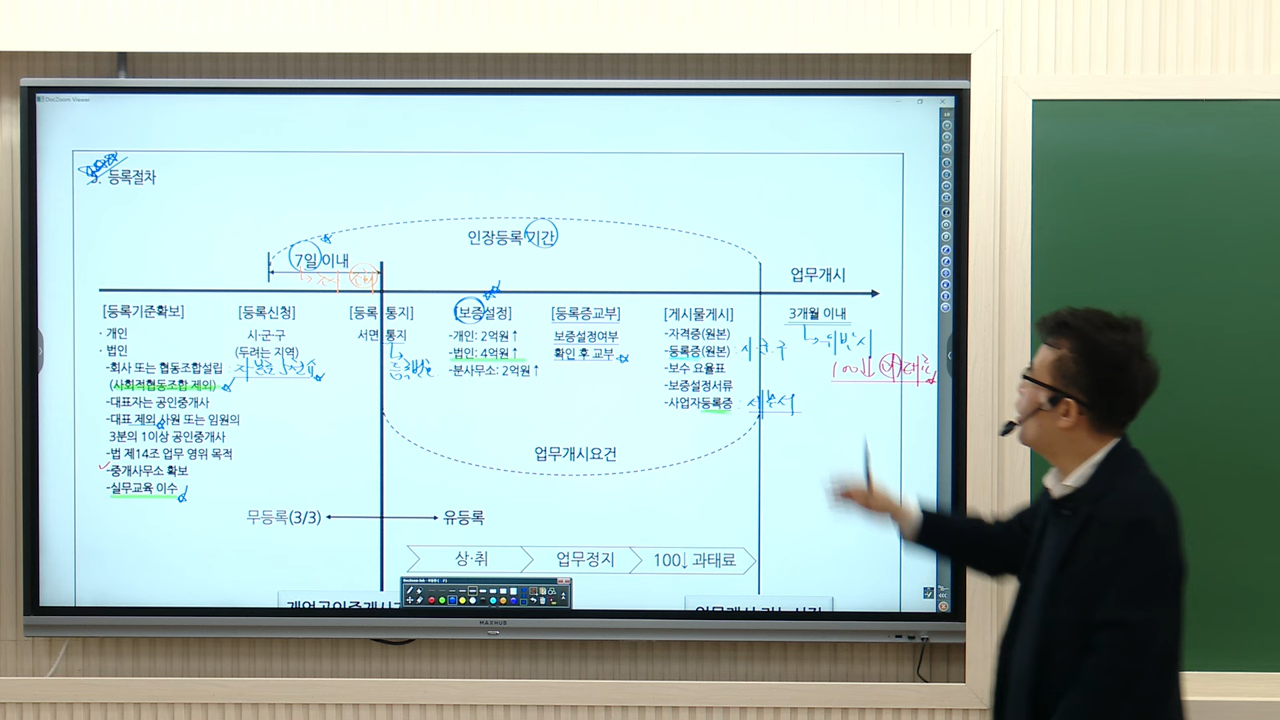 DocZoom Viewer
3. 등록절차
인장등록 기간
7일 이내
업무개시
[등록기준확보]
· 개인
· 법인
-회사 또는 협동조합설립
(사회적협동조합 제외)
-대표자는 공인중개사
-대표 제외 사원 또는 임원의
3분의 1이상 공인중개사
-법 제14조 업무 영위 목적
-중개사무소 확보
-실무교육 이수
[등록신청]
시·군·구
(두려는 지역)
[등록 통지]
서면 통지
[보증설정]
-개인: 2억원↑
-법인: 4억원↑
-분사무소: 2억원↑
[등록증교부]
보증설정여부
확인 후 교부
[게시물게시]
-자격증(원본)
-등록증(원본) 시·군·구
-보수 요율표
-보증설정서류
-사업자등록증 : 세무서
3개월 이내
↳위반시
100↓ 과태료
업무개시요건
무등록(3/3)
유등록
상·취
업무정지
100↓ 과태료
MAXHUB